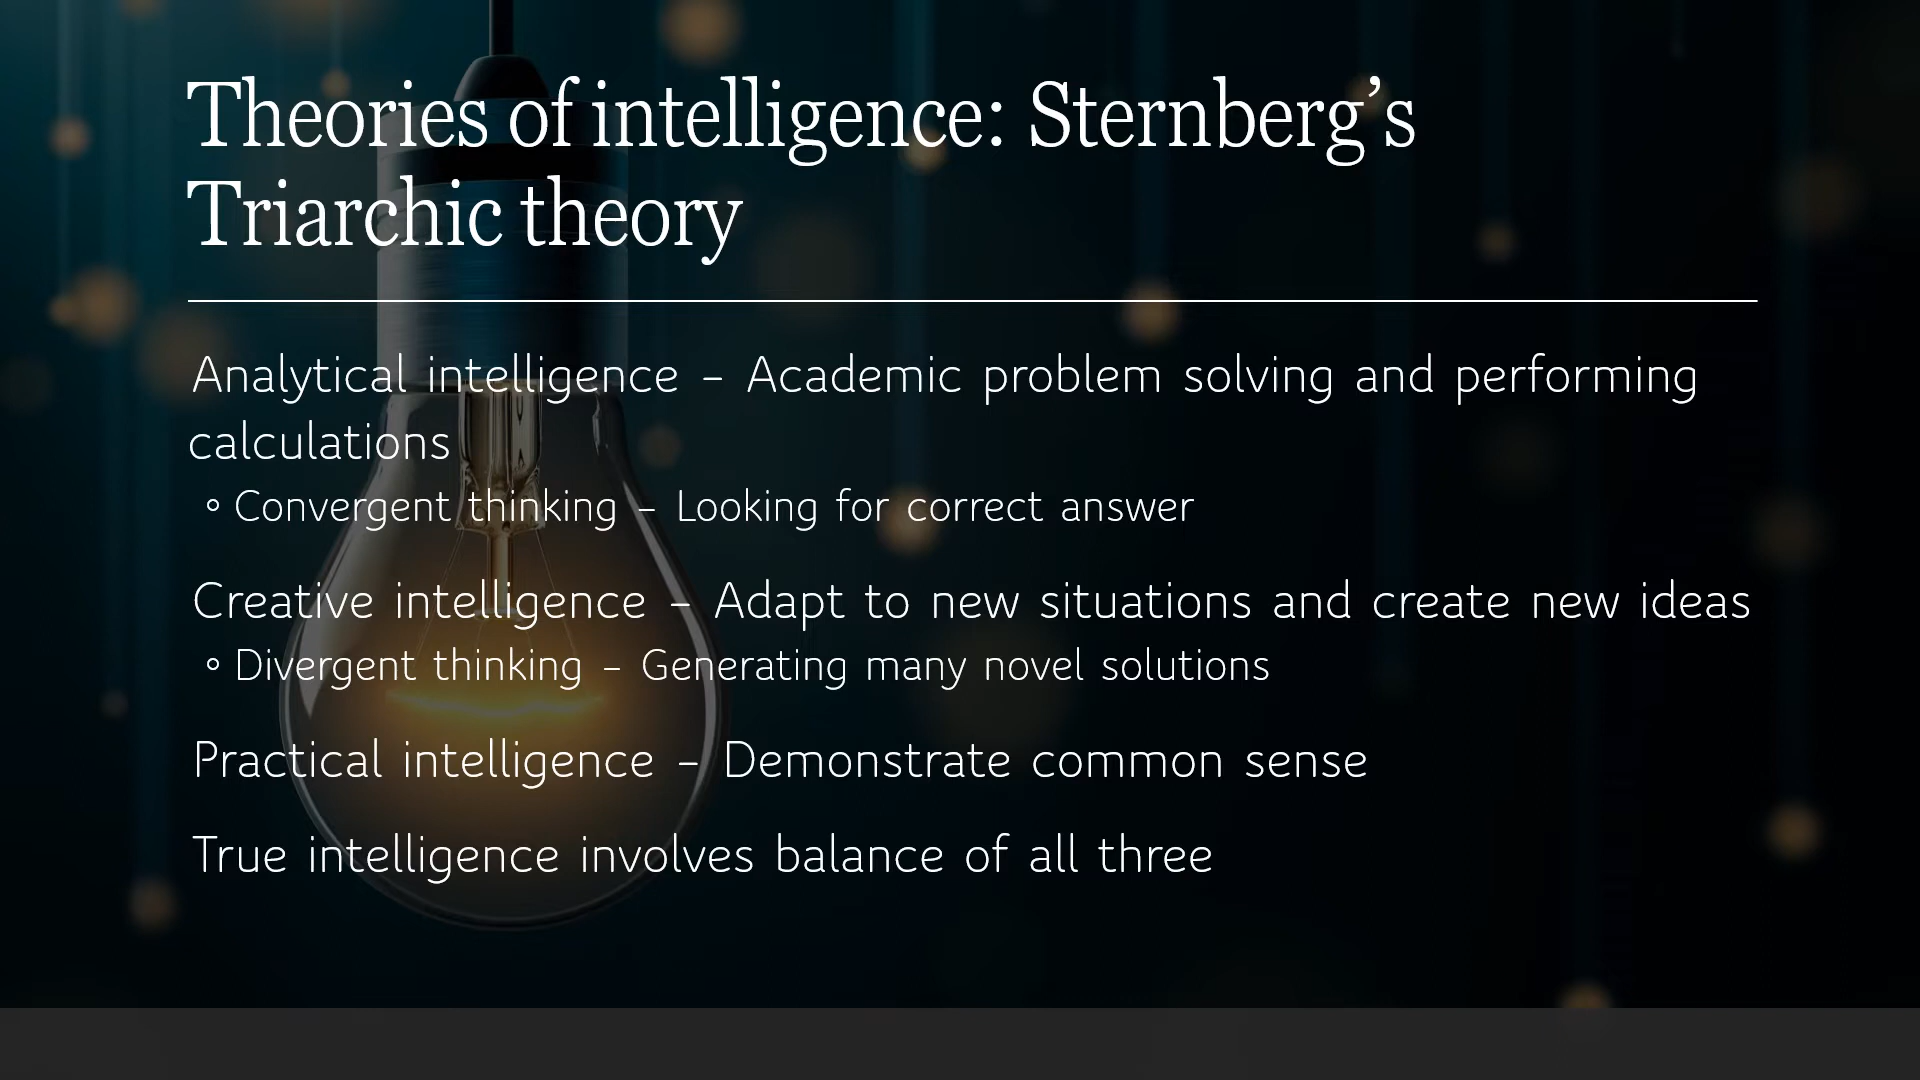 Theories of intelligence: Sternberg’s
Triarchic theory
Analytical intelligence – Academic problem solving and performing
calculations
◦ Convergent thinking – Looking for correct answer
Creative intelligence – Adapt to new situations and create new ideas
◦ Divergent thinking – Generating many novel solutions
Practical intelligence – Demonstrate common sense
True intelligence involves balance of all three